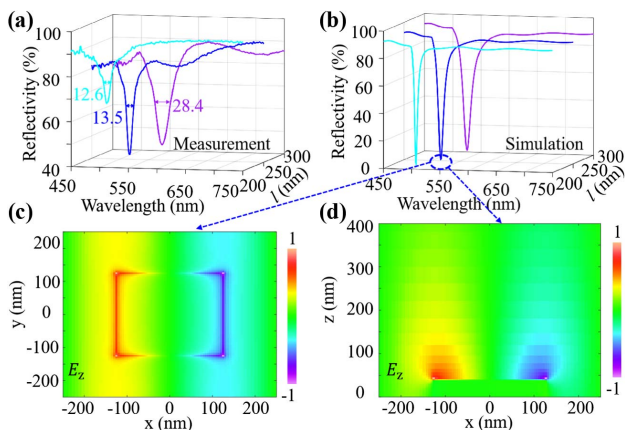 (a)
Reflectivity (%)
100
80
60
40
12.6
13.5
28.4
Measurement
450
550
650
750
Wavelength (nm)
200
250
300
l (nm)
(b)
Reflectivity (%)
100
80
60
40
20
0
Simulation
450
550
650
750
Wavelength (nm)
200
250
300
l (nm)
(c)
y (nm)
200
100
0
-100
-200
Ez
-200 -100 0 100 200
x (nm)
1
-1
(d)
z (nm)
400
300
200
100
0
Ez
-200 -100 0 100 200
x (nm)
1
-1